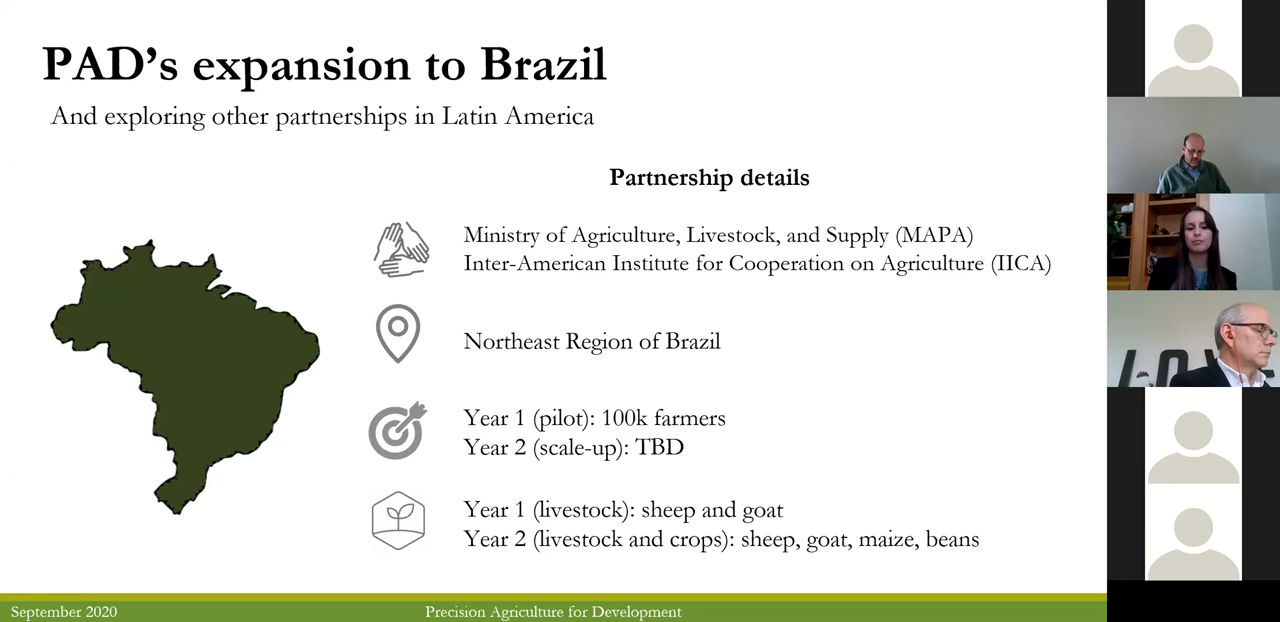 PAD's expansion to Brazil
And exploring other partnerships in Latin America
Partnership details
Ministry of Agriculture, Livestock, and Supply (MAPA)
Inter-American Institute for Cooperation on Agriculture (IICA)
Northeast Region of Brazil
Year 1 (pilot): 100k farmers
Year 2 (scale-up): TBD
Year 1 (livestock): sheep and goat
Year 2 (livestock and crops): sheep, goat, maize, beans
September 2020
Precision Agriculture for Development